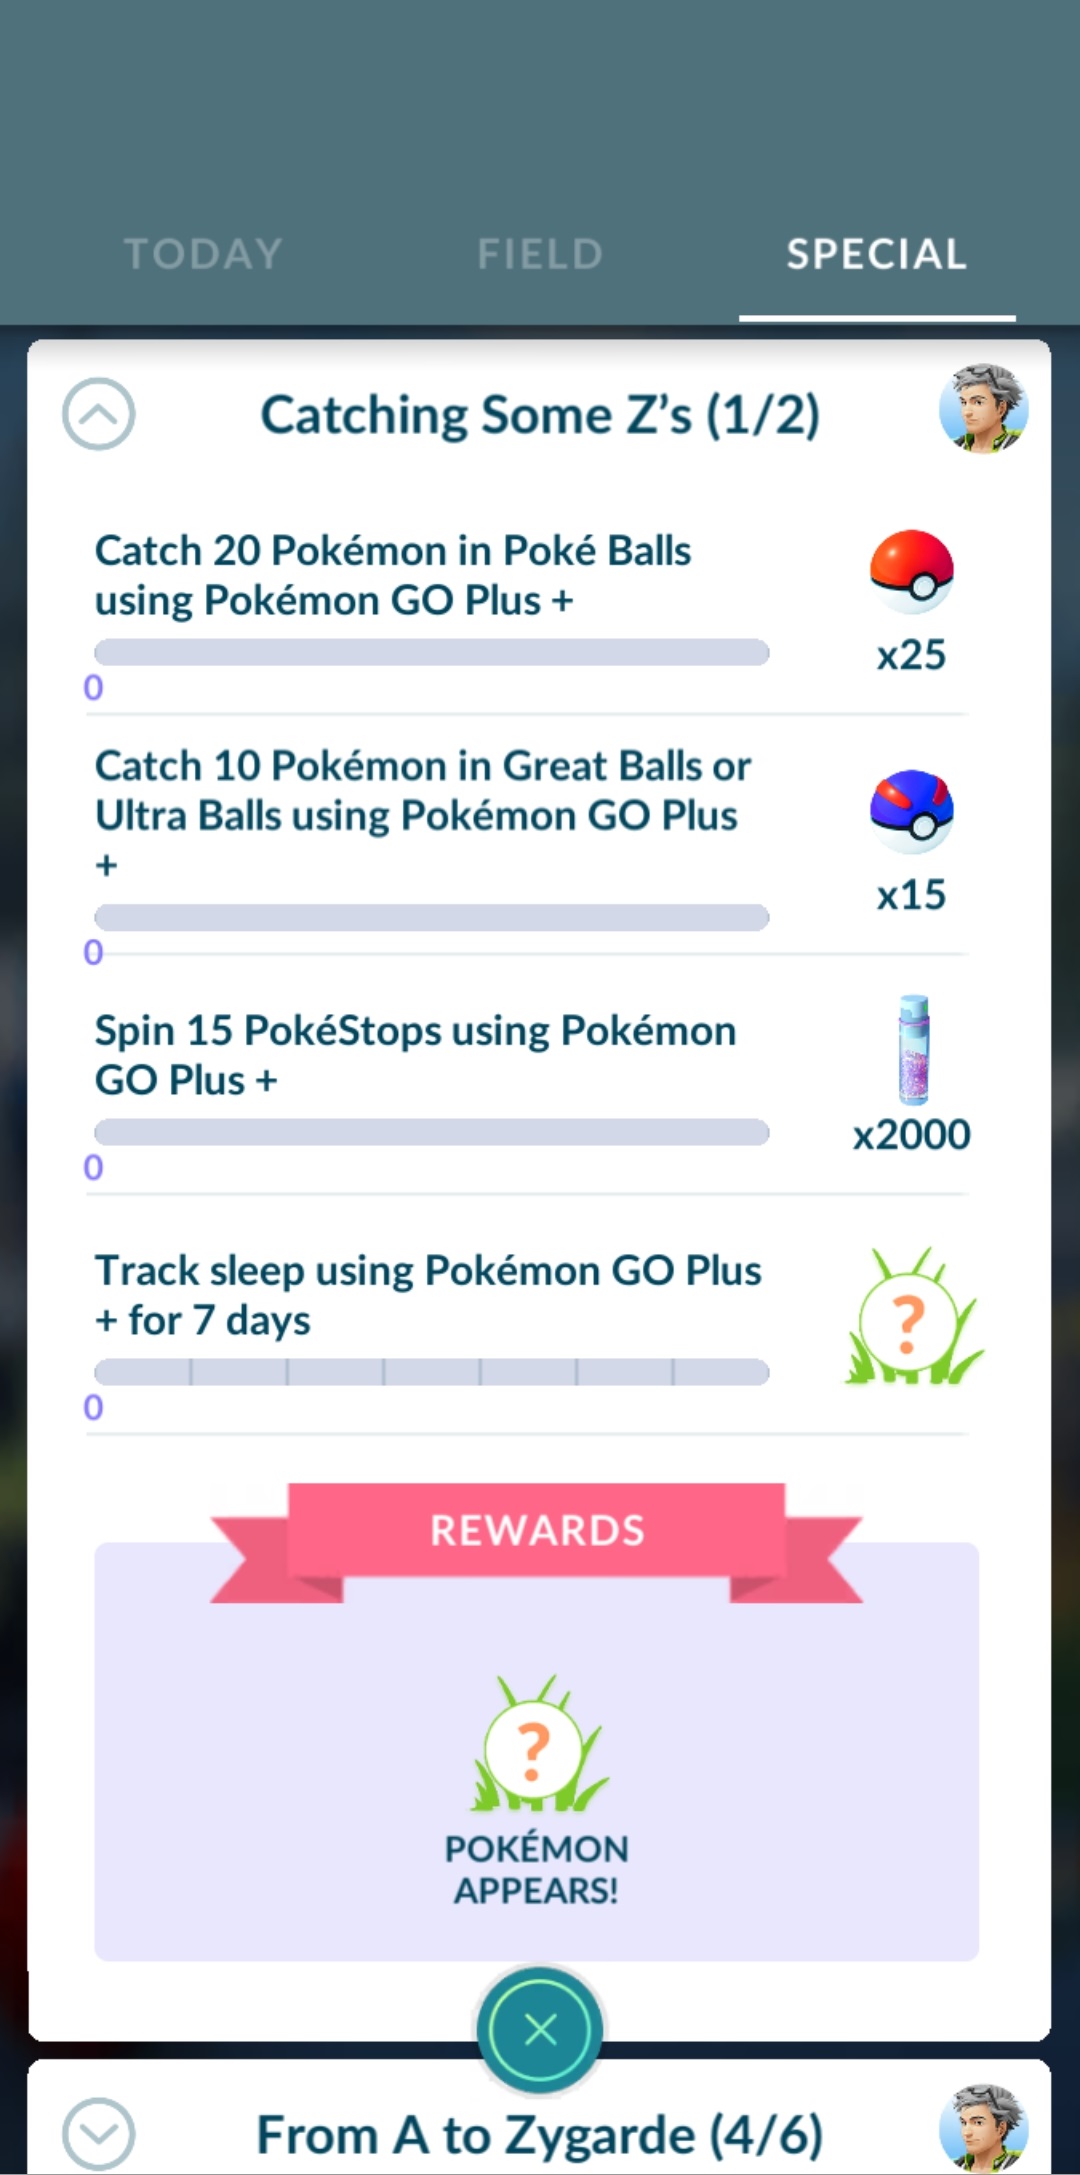 TODAY
FIELD
SPECIAL
Catching Some Z’s (1/2)
Catch 20 Pokémon in Poké Balls
using Pokémon GO Plus +
x25
0
Catch 10 Pokémon in Great Balls or
Ultra Balls using Pokémon GO Plus
+
x15
0
Spin 15 PokéStops using Pokémon
GO Plus +
x2000
0
Track sleep using Pokémon GO Plus
+ for 7 days
?
0
REWARDS
?
POKÉMON
APPEARS!
From A to Zygarde (4/6)